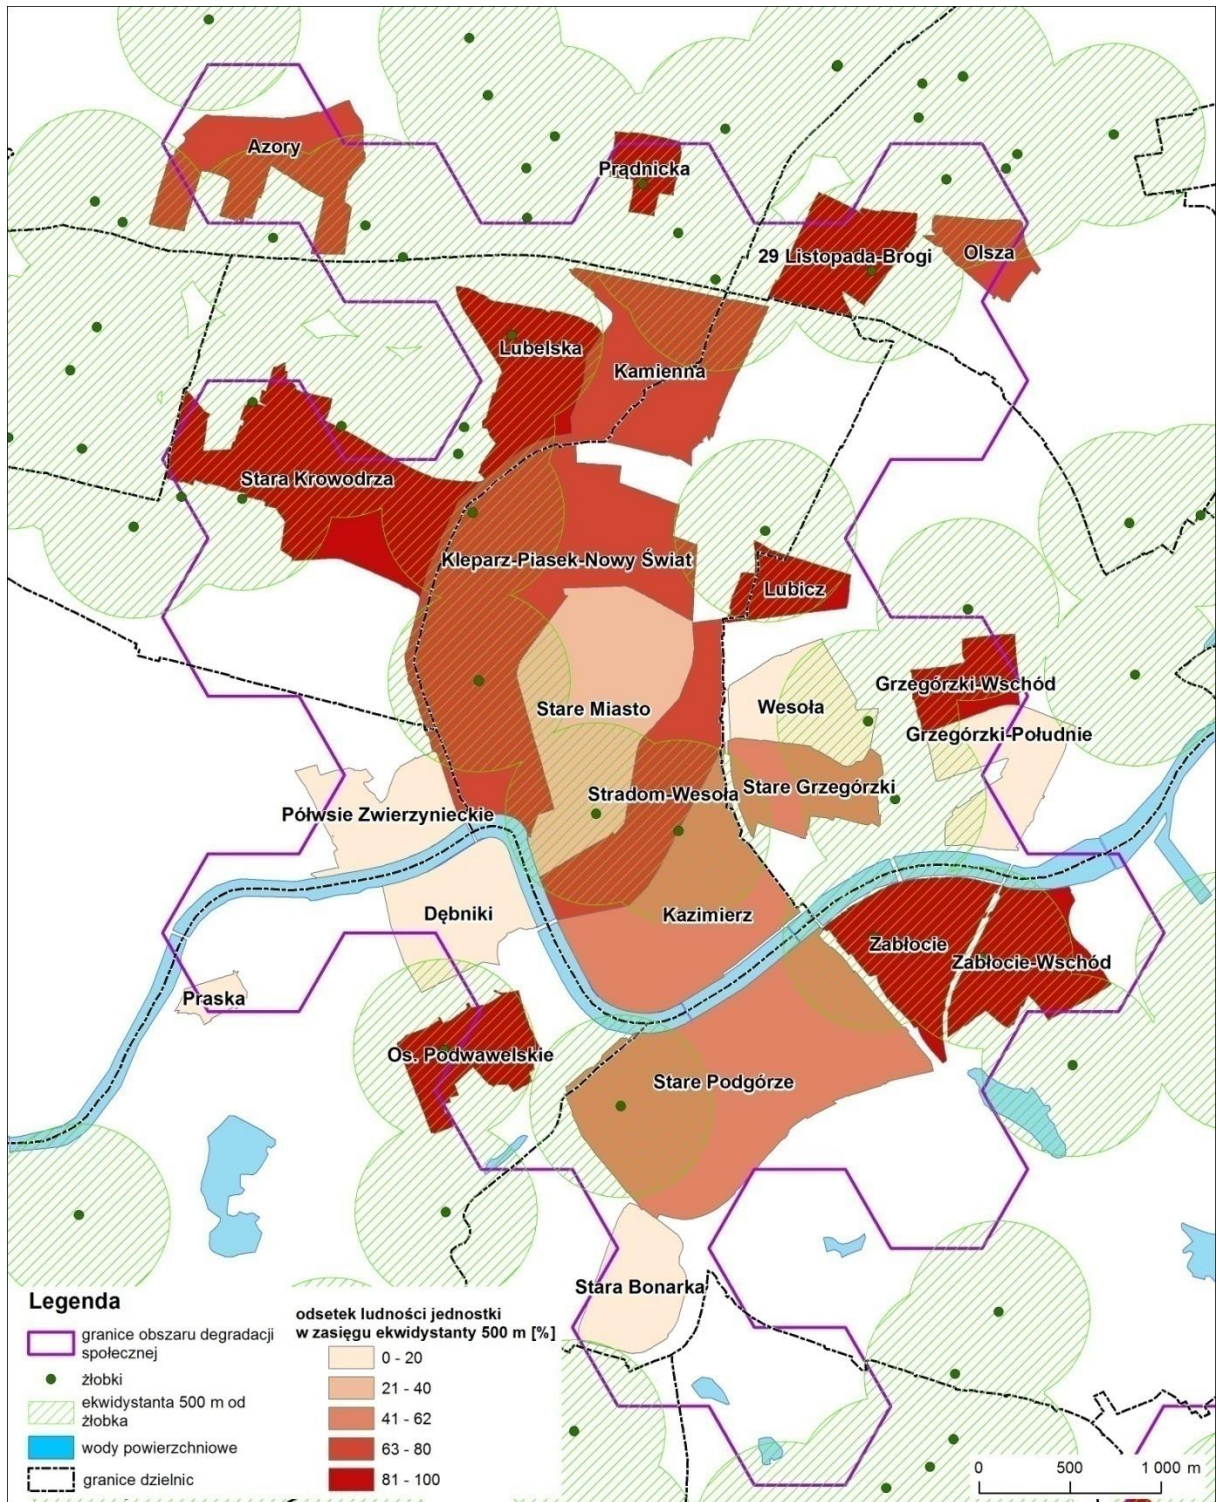 Azory
Prądnicka
29 Listopada-Brogi
Olsza
Lubelska
Kamienna
Stara Krowodrza
Kleparz-Piasek-Nowy Świat
Lubicz
Grzegórzki-Wschód
Stare Miasto
Wesoła
Grzegórzki-Południe
Stradom-Wesoła
Stare Grzegórzki
Półwsie Zwierzynieckie
Dębniki
Kazimierz
Zabłocie
Zabłocie-Wschód
Praska
Os. Podwawelskie
Stare Podgórze
Stara Bonarka
Legenda
granice obszaru degradacji
społecznej
żłobki
ekwidystanta 500 m od
żłobka
wody powierzchniowe
granice dzielnic
odsetek ludności jednostki
w zasięgu ekwidystanty 500 m [%]
0 - 20
21 - 40
41 - 62
63 - 80
81 - 100
0 500 1 000 m